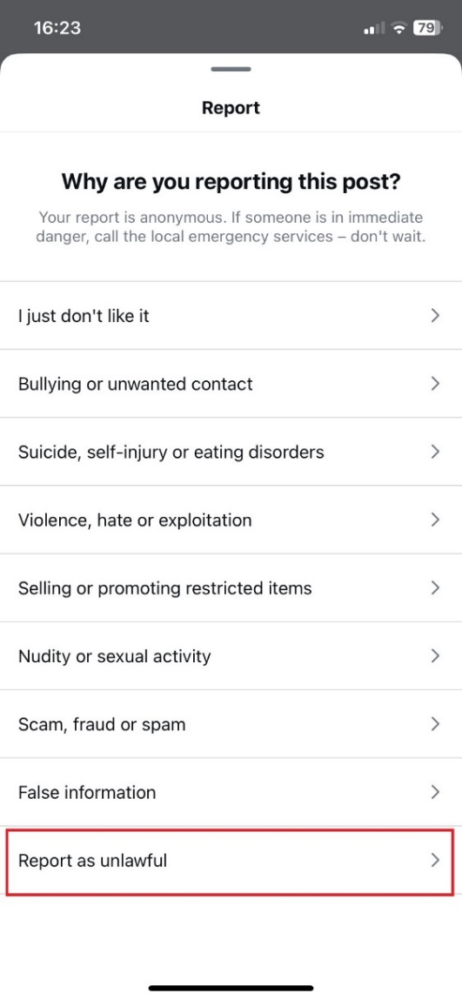 16:23
79
Report
Why are you reporting this post?
Your report is anonymous. If someone is in immediate
danger, call the local emergency services – don't wait.
I just don't like it
Bullying or unwanted contact
Suicide, self-injury or eating disorders
Violence, hate or exploitation
Selling or promoting restricted items
Nudity or sexual activity
Scam, fraud or spam
False information
Report as unlawful